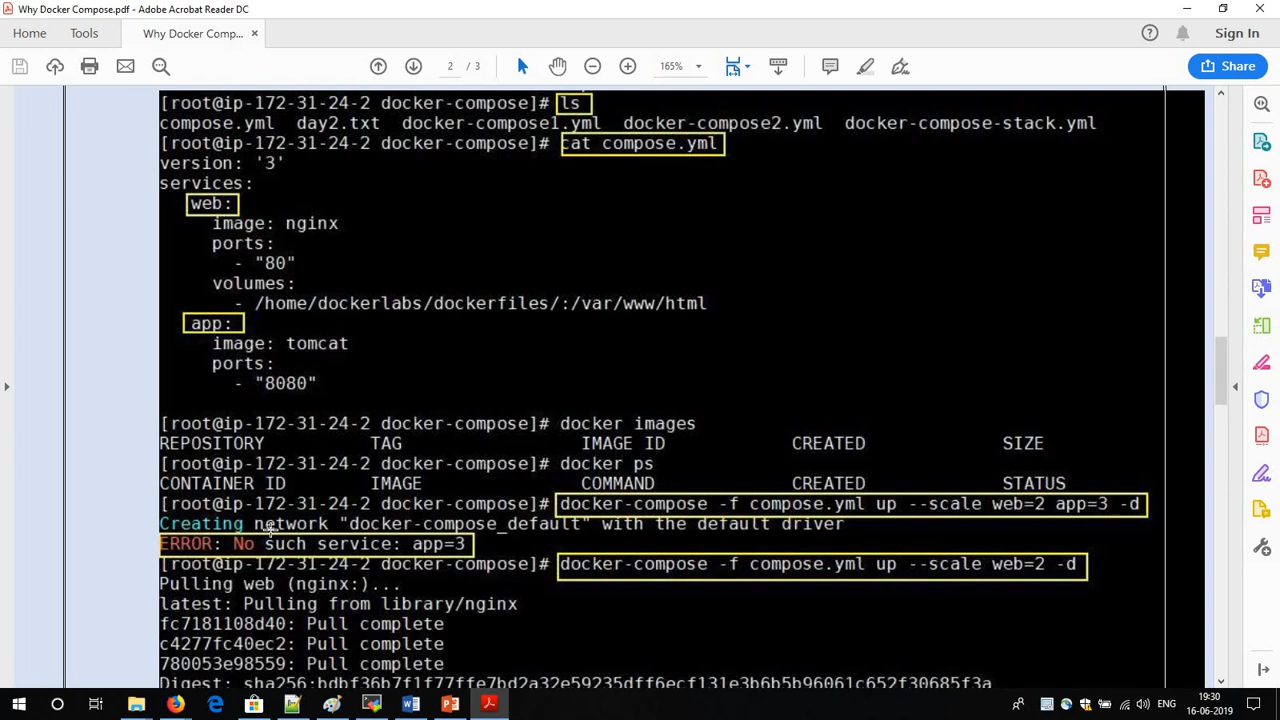 Why Docker Compose.pdf - Adobe Acrobat Reader DC
Home Tools Why Docker Comp... Sign In
2 / 3 165% Share
[root@ip-172-31-24-2 docker-compose]# ls
compose.yml day2.txt docker-compose1.yml docker-compose2.yml docker-compose-stack.yml
[root@ip-172-31-24-2 docker-compose]# cat compose.yml
version: '3'
services:
web:
image: nginx
ports:
- "80"
volumes:
- /home/dockerlabs/dockerfiles/:/var/www/html
app:
image: tomcat
ports:
- "8080"
[root@ip-172-31-24-2 docker-compose]# docker images
REPOSITORY TAG IMAGE ID CREATED SIZE
[root@ip-172-31-24-2 docker-compose]# docker ps
CONTAINER ID IMAGE COMMAND CREATED STATUS
[root@ip-172-31-24-2 docker-compose]# docker-compose -f compose.yml up --scale web=2 app=3 -d
Creating network "docker-compose_default" with the default driver
ERROR: No such service: app=3
[root@ip-172-31-24-2 docker-compose]# docker-compose -f compose.yml up --scale web=2 -d
Pulling web (nginx:)...
latest: Pulling from library/nginx
fc7181108d40: Pull complete
c4277fc40ec2: Pull complete
780053e98559: Pull complete
Digest: sha256:bdbf36b7f1f77ffe7bd2a32e59235dff6ecf131e3b6b5b96061c652f30685f3a
ENG 19:30
16-06-2019